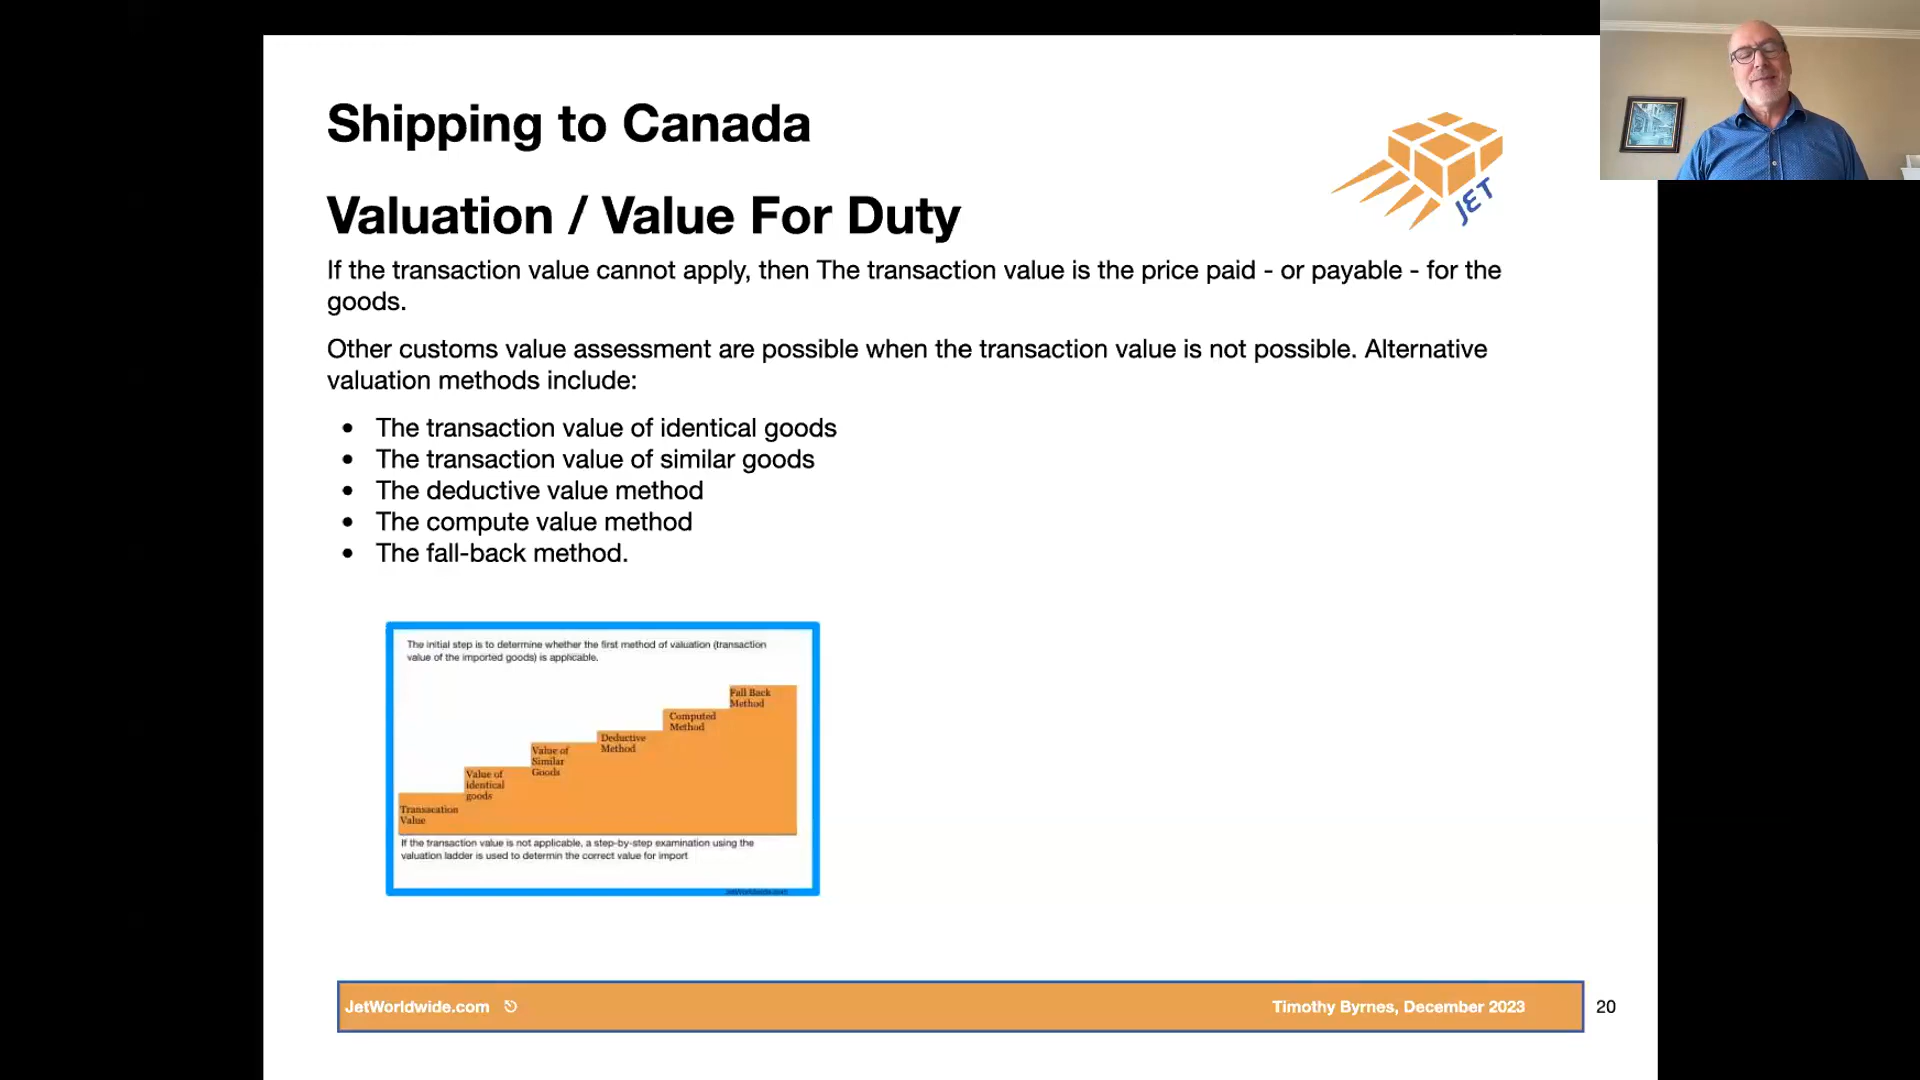 Shipping to Canada
JET
Valuation / Value For Duty
If the transaction value cannot apply, then The transaction value is the price paid - or payable - for the
goods.
Other customs value assessment are possible when the transaction value is not possible. Alternative
valuation methods include:
• The transaction value of identical goods
• The transaction value of similar goods
• The deductive value method
• The compute value method
• The fall-back method.
The initial step is to determine whether the first method of valuation (transaction
value of the imported goods) is applicable.
Transacation
Value
Value of
identical
goods
Value of
Similar
Goods
Deductive
Method
Computed
Method
Fall Back
Method
If the transaction value is not applicable, a step-by-step examination using the
valuation ladder is used to determin the correct value for import
JetWorldwide.com
JetWorldwide.com
Timothy Byrnes, December 2023
20